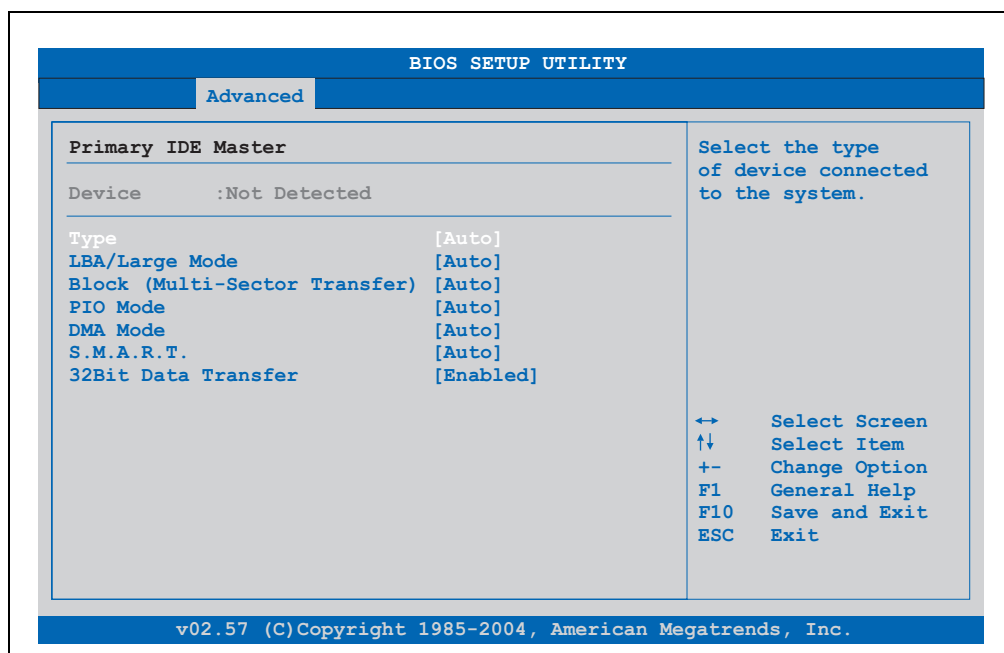 BIOS SETUP UTILITY
Advanced
Primary IDE Master
Device :Not Detected
Type [Auto]
LBA/Large Mode [Auto]
Block (Multi-Sector Transfer) [Auto]
PIO Mode [Auto]
DMA Mode [Auto]
S.M.A.R.T. [Auto]
32Bit Data Transfer [Enabled]
Select the type
of device connected
to the system.
↔ Select Screen
↑↓ Select Item
+- Change Option
F1 General Help
F10 Save and Exit
ESC Exit
v02.57 (C)Copyright 1985-2004, American Megatrends, Inc.